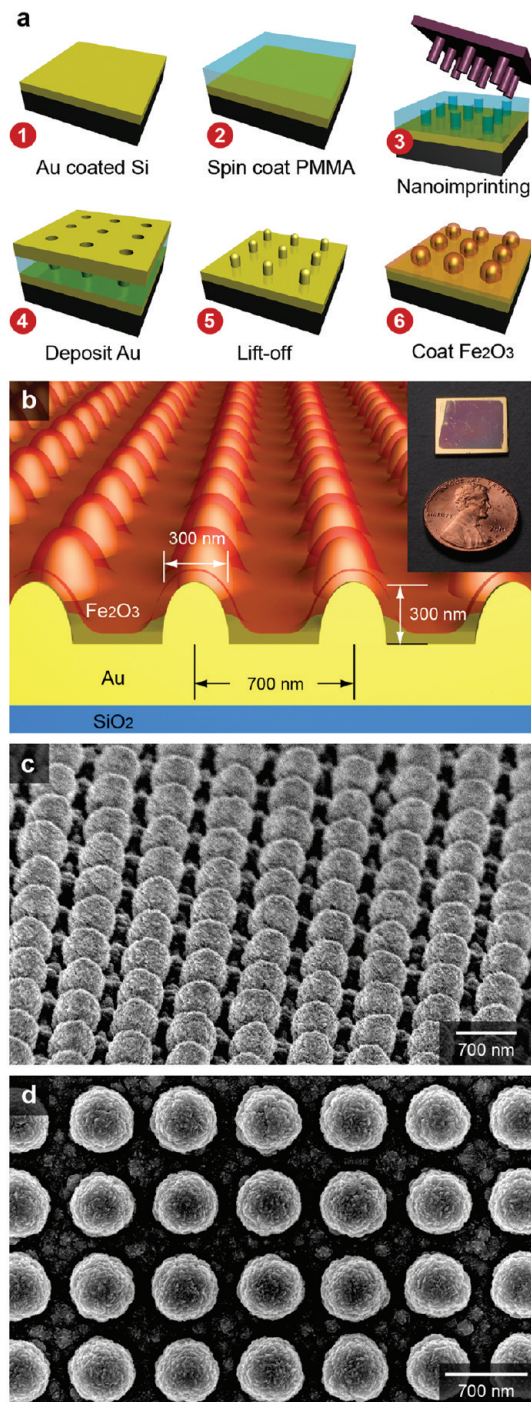 a
1
Au coated Si
2
Spin coat PMMA
3
Nanoimprinting
4
Deposit Au
5
Lift-off
6
Coat Fe2O3
b
300 nm
Fe2O3
300 nm
Au
700 nm
SiO2
c
700 nm
d
700 nm